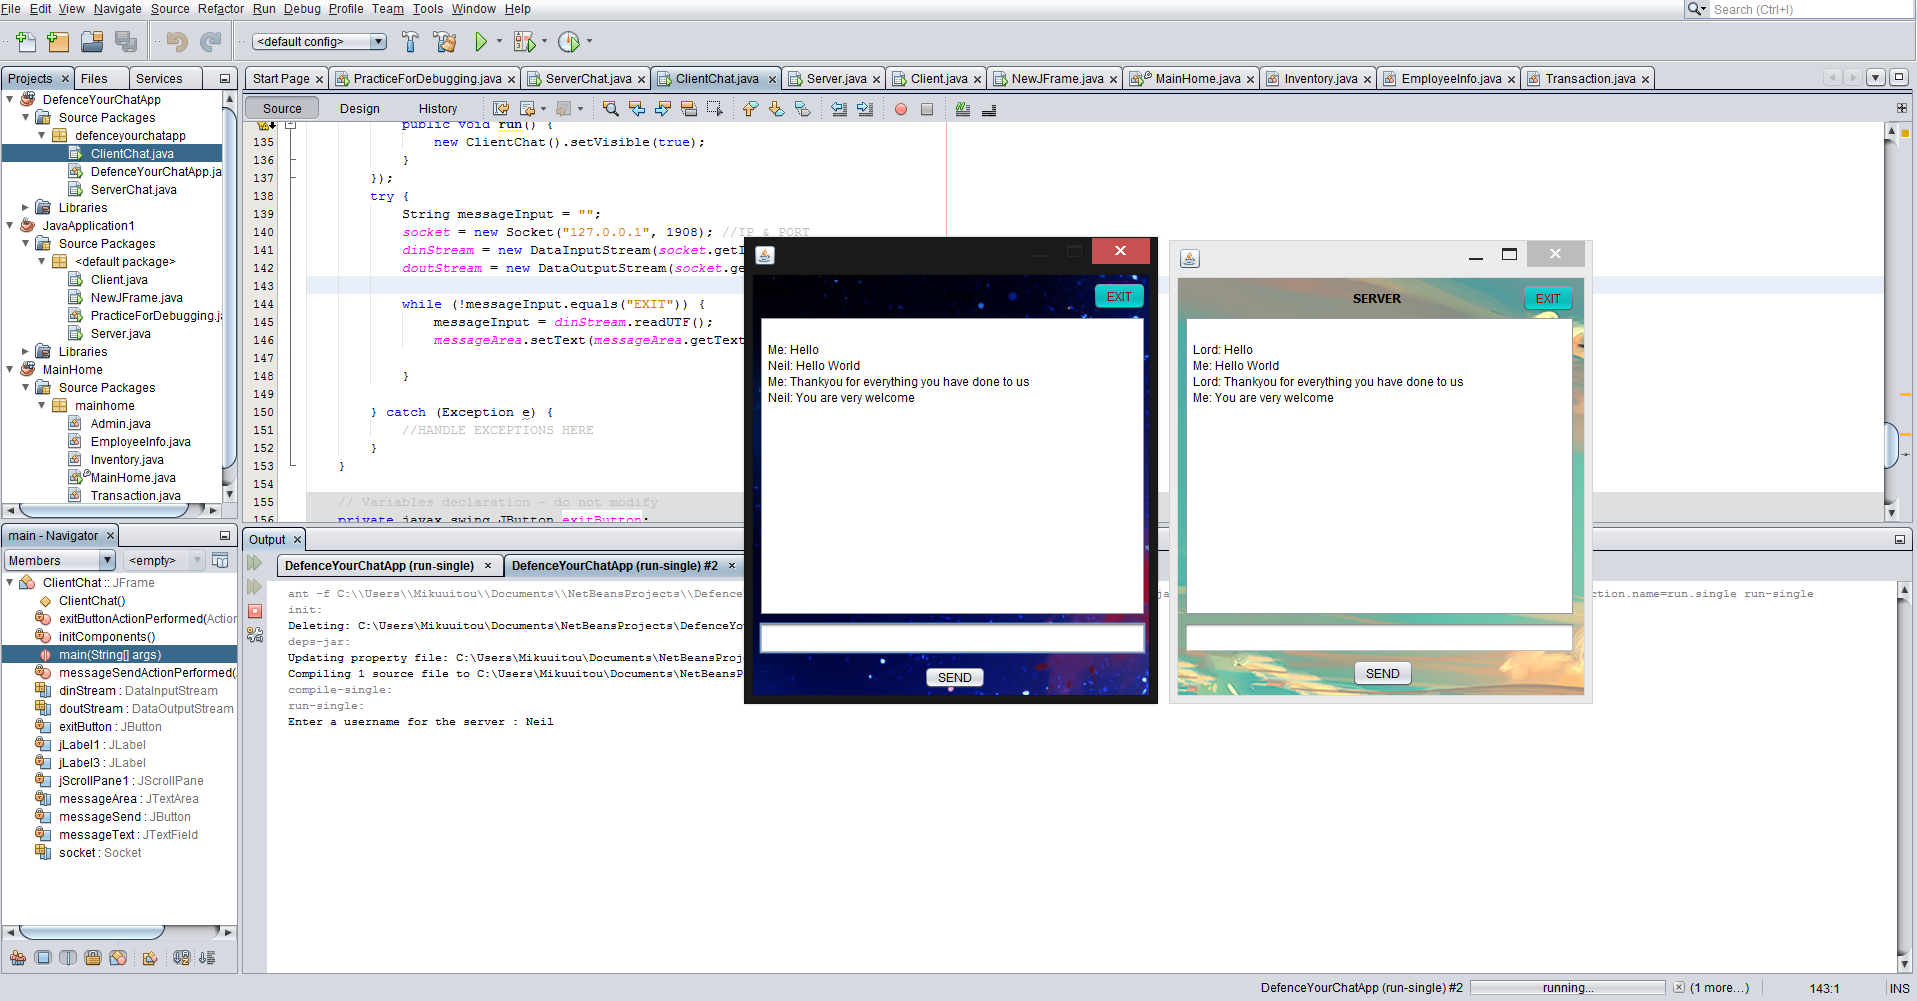 File Edit View Navigate Source Refactor Run Debug Profile Team Tools Window Help
Search (Ctrl+I)
<default config>
Projects Files Services
Start Page PracticeForDebugging.java ServerChat.java ClientChat.java Server.java Client.java NewJFrame.java MainHome.java Inventory.java EmployeeInfo.java Transaction.java
Source Design History
DefenceYourChatApp
Source Packages
defenceyourchatapp
ClientChat.java
DefenceYourChatApp.ja
ServerChat.java
Libraries
JavaApplication1
Source Packages
<default package>
Client.java
NewJFrame.java
PracticeForDebugging.j
Server.java
Libraries
MainHome
Source Packages
mainhome
Admin.java
EmployeeInfo.java
Inventory.java
MainHome.java
Transaction.java
public void run() {
135 new ClientChat().setVisible(true);
136 }
137 });
138 try {
139 String messageInput = "";
140 socket = new Socket("127.0.0.1", 1908); //IP & PORT
141 dinStream = new DataInputStream(socket.getI
142 doutStream = new DataOutputStream(socket.ge
143
144 while (!messageInput.equals("EXIT")) {
145 messageInput = dinStream.readUTF();
146 messageArea.setText(messageArea.getText
147
148 }
149
150 } catch (Exception e) {
151 //HANDLE EXCEPTIONS HERE
152 }
153 }
154
155 // Variables declaration - do not modify
156 private javax.swing.JButton exitButton;
EXIT
Me: Hello
Neil: Hello World
Me: Thankyou for everything you have done to us
Neil: You are very welcome
SEND
SERVER
EXIT
Lord: Hello
Me: Hello World
Lord: Thankyou for everything you have done to us
Me: You are very welcome
SEND
main - Navigator
Members <empty>
ClientChat :: JFrame
ClientChat()
exitButtonActionPerformed(Action
initComponents()
main(String[] args)
messageSendActionPerformed(
dinStream : DataInputStream
doutStream : DataOutputStream
exitButton : JButton
jLabel1 : JLabel
jLabel3 : JLabel
jScrollPane1 : JScrollPane
messageArea : JTextArea
messageSend : JButton
messageText : JTextField
socket : Socket
Output
DefenceYourChatApp (run-single) DefenceYourChatApp (run-single) #2
ant -f C:\\Users\\Mikuuitou\\Documents\\NetBeansProjects\\Defence ja ction.name=run.single run-single
init:
Deleting: C:\Users\Mikuuitou\Documents\NetBeansProjects\DefenceYou
deps-jar:
Updating property file: C:\Users\Mikuuitou\Documents\NetBeansProj
Compiling 1 source file to C:\Users\Mikuuitou\Documents\NetBeansPro
compile-single:
run-single:
Enter a username for the server : Neil
DefenceYourChatApp (run-single) #2 running... (1 more...) 143:1 INS